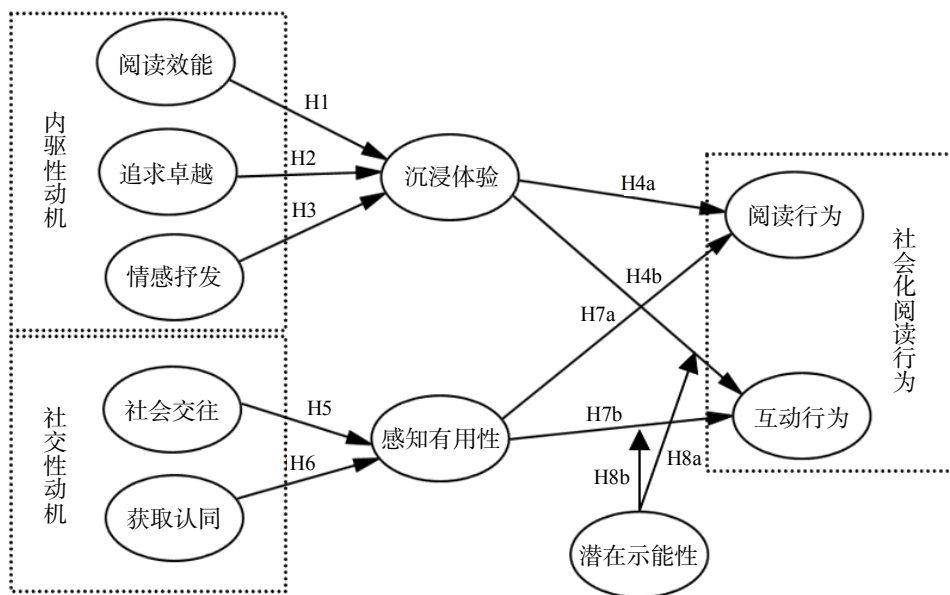 内驱性动机
阅读效能
追求卓越
情感抒发
H1
H2
H3
沉浸体验
H4a
H4b
H7a
阅读行为
社会化阅读行为
社交性动机
社会交往
获取认同
H5
H6
感知有用性
H7b
互动行为
H8b
H8a
潜在示能性